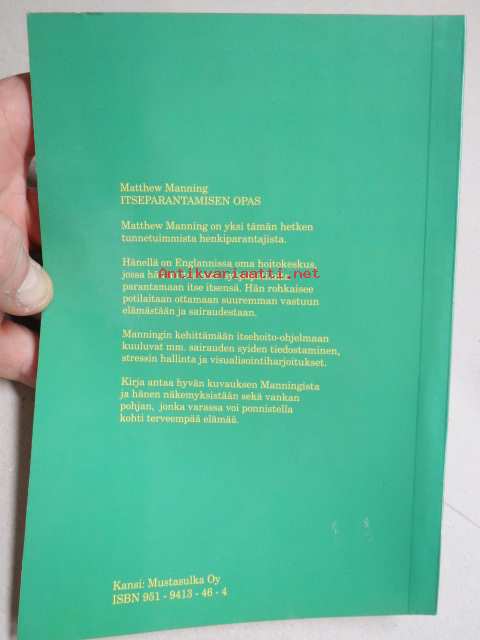 Matthew Manning
ITSEPARANTAMISEN OPAS
Matthew Manning on yksi tämän hetken
tunnetuimmista henkiparantajista.
Hänellä on Englannissa oma hoitokeskus,
jossa
Antikvariaatti.net
parantamaan itse itsensä. Hän rohkaisee
potilaitaan ottamaan suuremman vastuun
elämästään ja sairaudestaan.
Manningin kehittämään itsehoito-ohjelmaan
kuuluvat mm. sairauden syiden tiedostaminen,
stressin hallinta ja visualisointiharjoitukset.
Kirja antaa hyvän kuvauksen Manningista
ja hänen näkemyksistään sekä vankan
pohjan, jonka varassa voi ponnistella
kohti terveempää elämää.
Kansi: Mustasulka Oy
ISBN 951 - 9413 - 46 - 4